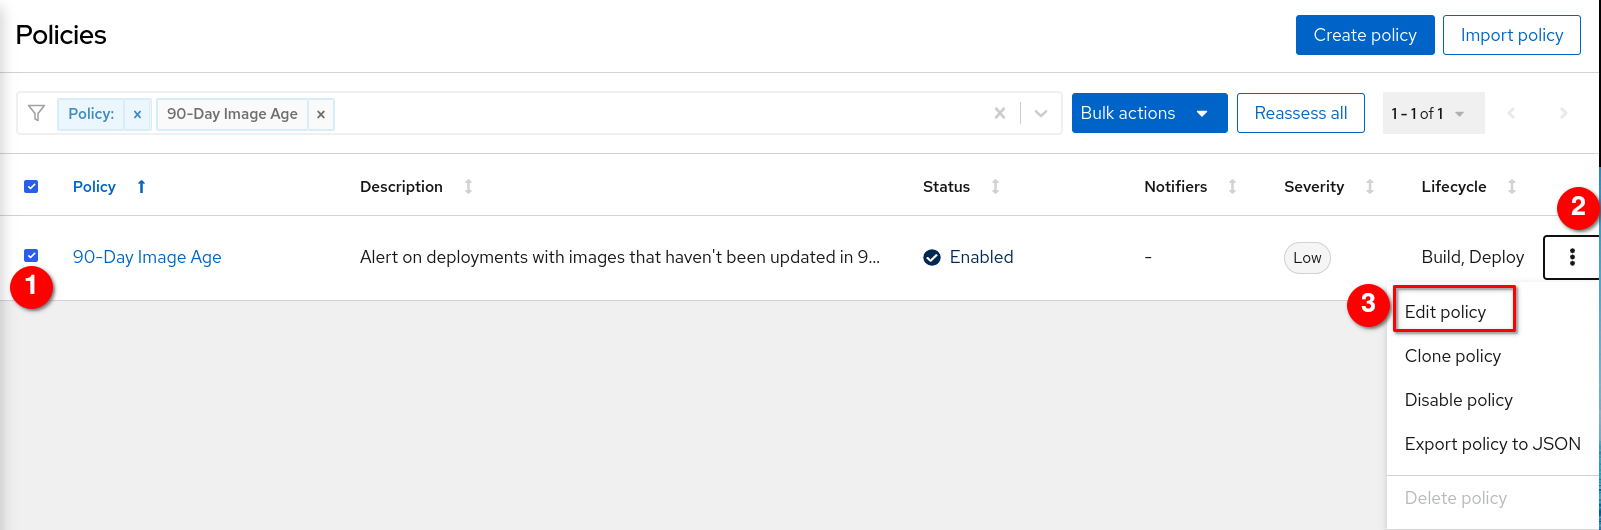 Policies
Create policy
Import policy
Policy: ×
90-Day Image Age ×
Bulk actions
Reassess all
1 - 1 of 1
Policy
Description
Status
Notifiers
Severity
Lifecycle
2
90-Day Image Age
Alert on deployments with images that haven't been updated in 9...
Enabled
-
Low
Build, Deploy
1
3
Edit policy
Clone policy
Disable policy
Export policy to JSON
Delete policy